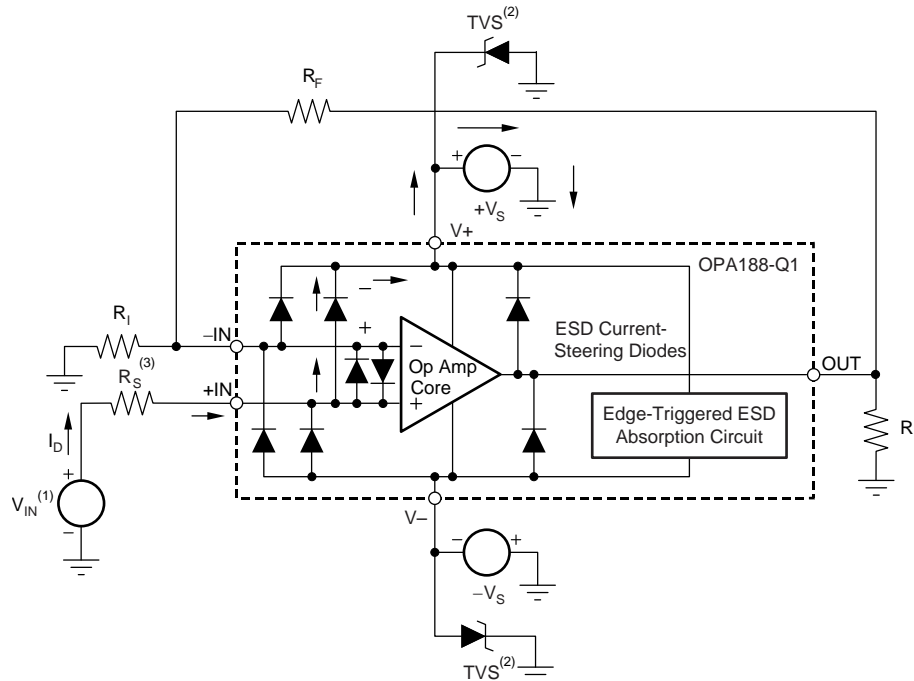 TVS(2)
RF
+ −
+VS
V+
OPA188-Q1
−
RI
−IN
+
ESD Current-
Steering Diodes
−
Op Amp
Core
+
OUT
(3)
RS
+IN
Edge-Triggered ESD
Absorption Circuit
R
ID
+
VIN(1)
−
V−
− +
−VS
TVS(2)